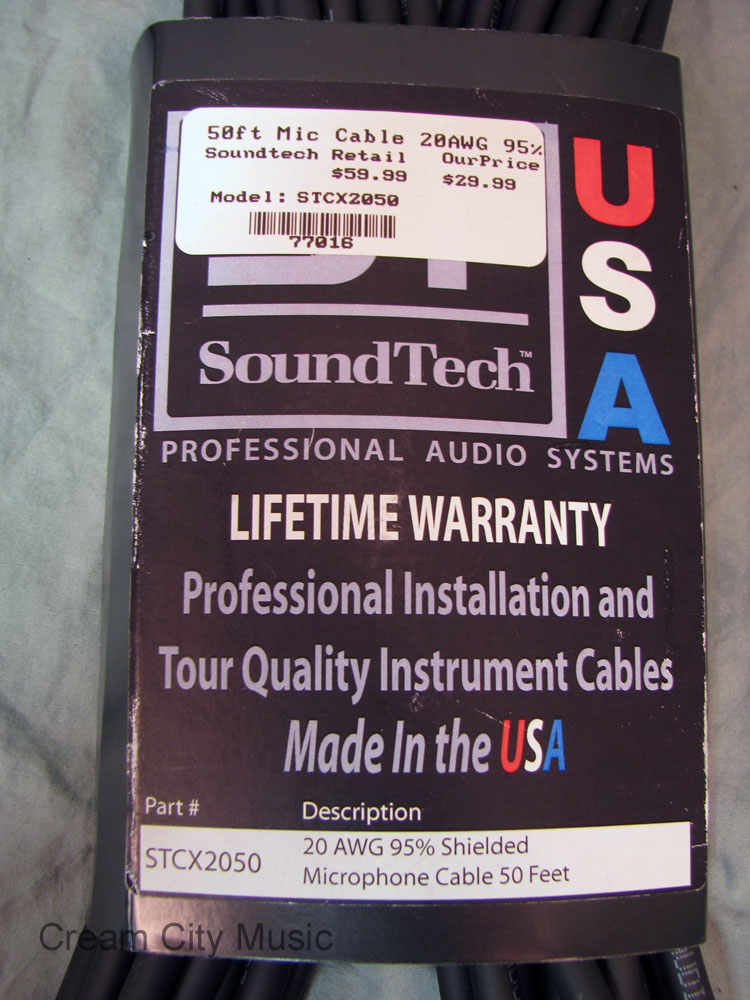 50ft Mic Cable 20AWG 95%
Soundtech Retail OurPrice
$59.99 $29.99
Model: STCX2050
77016
USA
SoundTech™
PROFESSIONAL AUDIO SYSTEMS
LIFETIME WARRANTY
Professional Installation and
Tour Quality Instrument Cables
Made In the USA
Part # Description
STCX2050 20 AWG 95% Shielded
Microphone Cable 50 Feet
Cream City Music